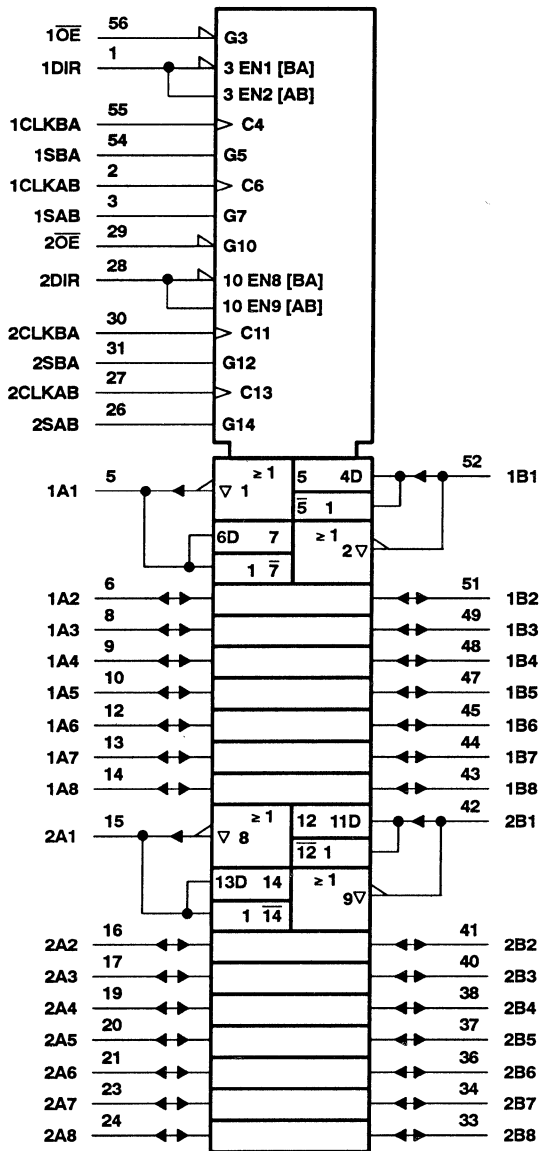 1O̅E̅ 56 G3
1DIR 1 3 EN1 [BA]
3 EN2 [AB]
1CLKBA 55 C4
1SBA 54 G5
1CLKAB 2 C6
1SAB 3 G7
2O̅E̅ 29 G10
2DIR 28 10 EN8 [BA]
10 EN9 [AB]
2CLKBA 30 C11
2SBA 31 G12
2CLKAB 27 C13
2SAB 26 G14
1A1 5 ≥ 1 ▽ 1 5 4D 52 1B1
5̅ 1
6D 7 ≥ 1 2 ▽
1 7̅
1A2 6 51 1B2
1A3 8 49 1B3
1A4 9 48 1B4
1A5 10 47 1B5
1A6 12 45 1B6
1A7 13 44 1B7
1A8 14 43 1B8
2A1 15 ≥ 1 ▽ 8 12 11D 42 2B1
1̅2̅ 1
13D 14 ≥ 1 9 ▽
1 1̅4̅
2A2 16 41 2B2
2A3 17 40 2B3
2A4 19 38 2B4
2A5 20 37 2B5
2A6 21 36 2B6
2A7 23 34 2B7
2A8 24 33 2B8